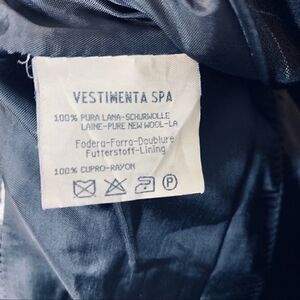 VESTIMENTA SPA
100% PURA LANA-SCHURWOLLE
LAINE-PURE NEW WOOL-LA
Fodera-Forro-Doublure
Futterstoff-Lining
100% CUPRO-RAYON
P